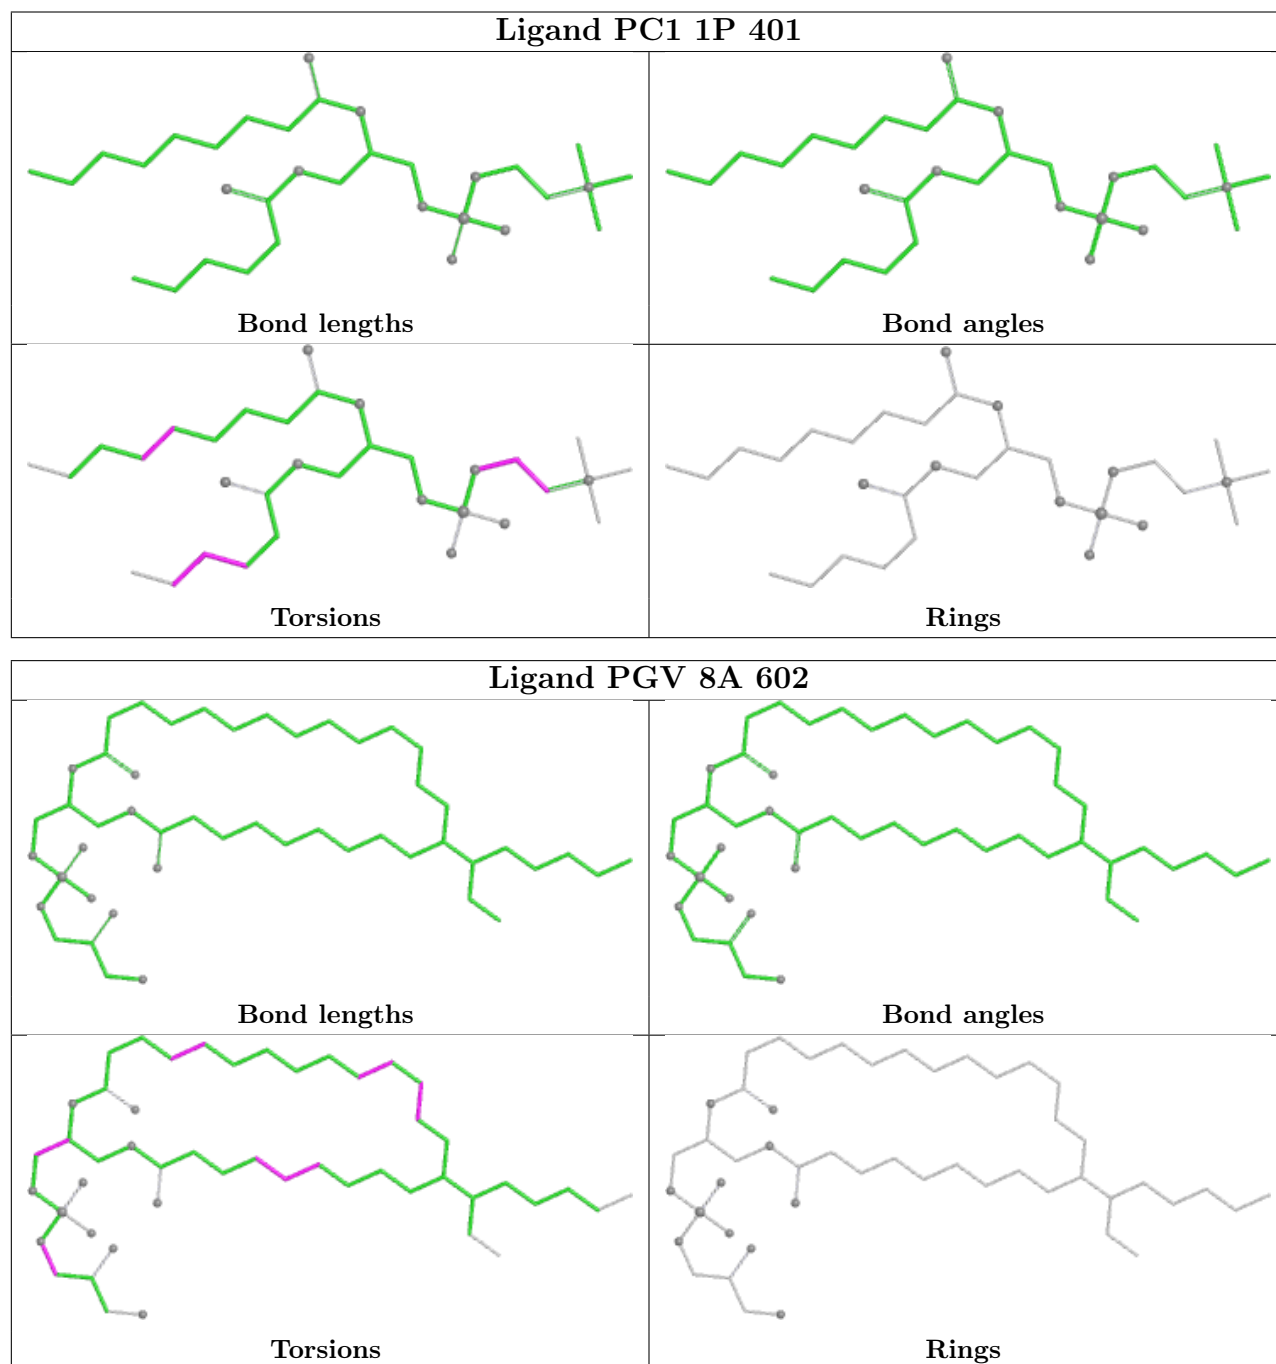 Ligand PC1 1P 401
Bond lengths
Bond angles
Torsions
Rings
Ligand PGV 8A 602
Bond lengths
Bond angles
Torsions
Rings